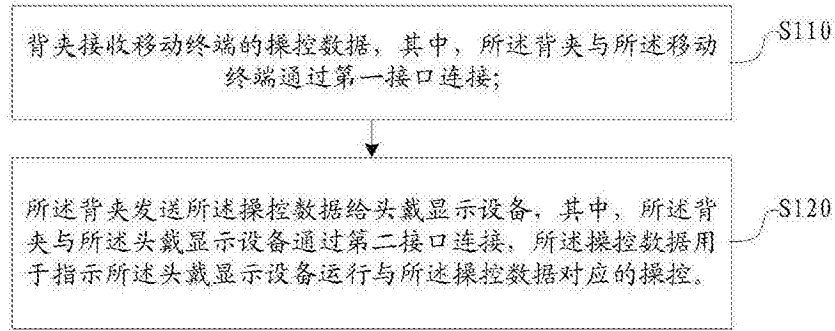 背夹接收移动终端的操控数据，其中，所述背夹与所述移动
终端通过第一接口连接；
S110
所述背夹发送所述操控数据给头戴显示设备，其中，所述背
夹与所述头戴显示设备通过第二接口连接，所述操控数据用
于指示所述头戴显示设备运行与所述操控数据对应的操控。
S120